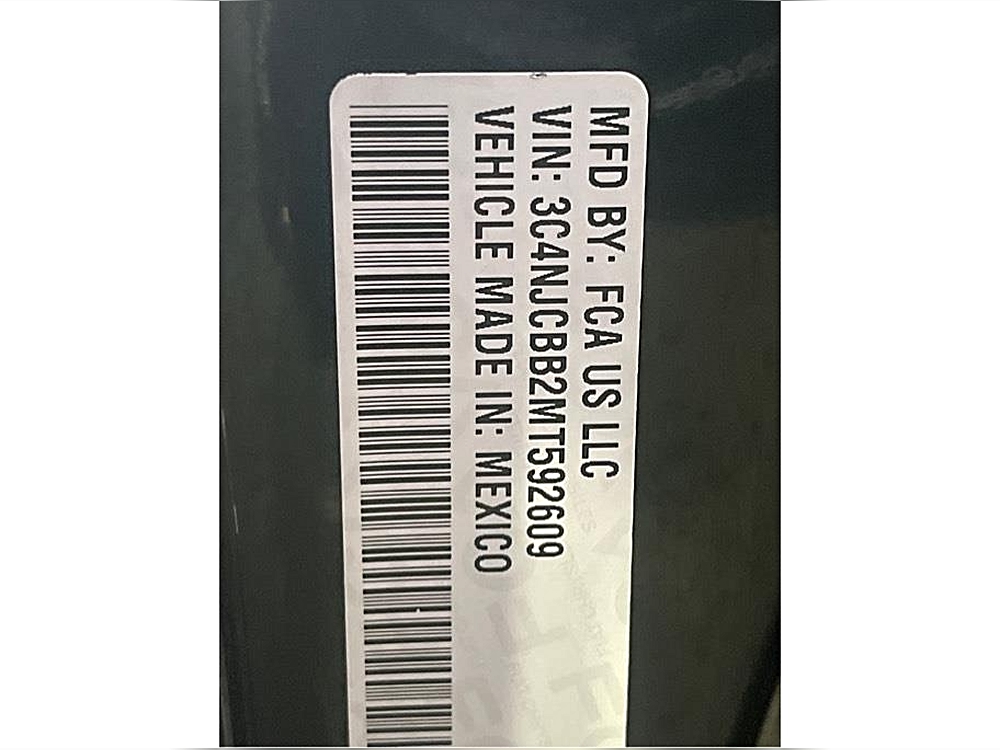 MFD BY: FCA US LLC
VIN: 3C4NJCBB2MT592609
VEHICLE MADE IN: MEXICO